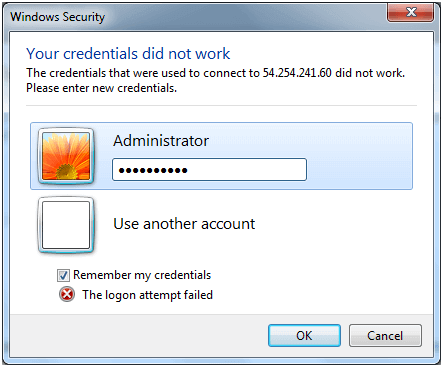 Windows Security
Your credentials did not work
The credentials that were used to connect to 54.254.241.60 did not work.
Please enter new credentials.
Administrator
●●●●●●●●●●
Use another account
Remember my credentials
The logon attempt failed
OK
Cancel